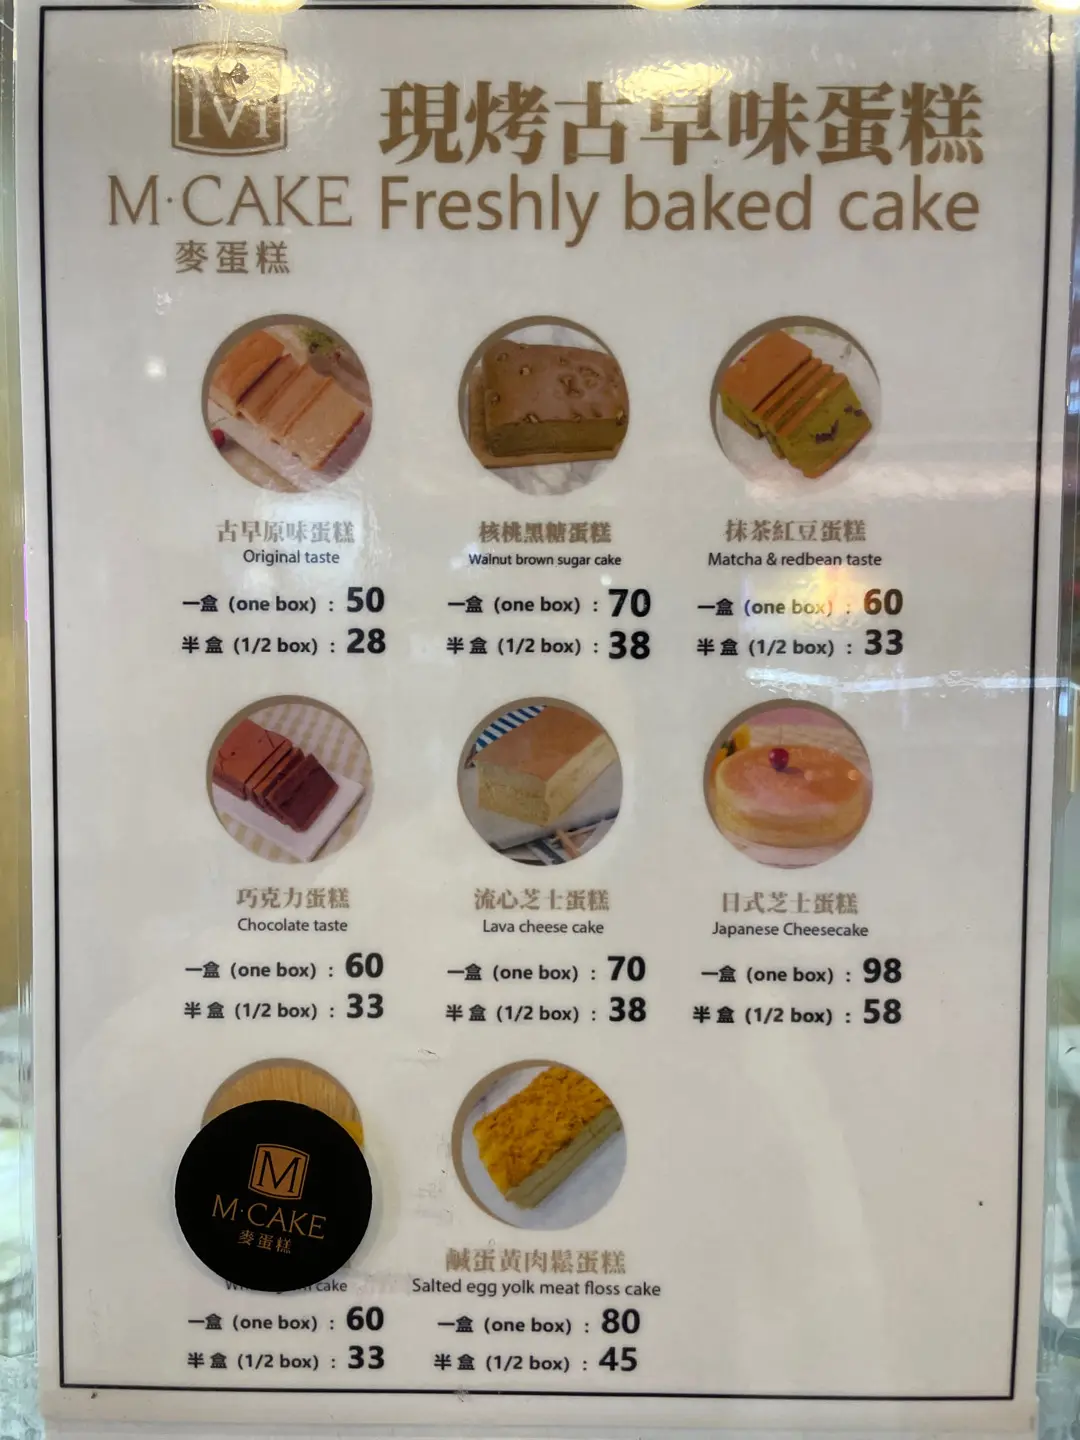 M
M·CAKE
麥蛋糕
現烤古早味蛋糕
Freshly baked cake
古早原味蛋糕
Original taste
一盒 (one box) : 50
半盒 (1/2 box) : 28
核桃黑糖蛋糕
Walnut brown sugar cake
一盒 (one box) : 70
半盒 (1/2 box) : 38
抹茶紅豆蛋糕
Matcha & redbean taste
一盒 (one box) : 60
半盒 (1/2 box) : 33
巧克力蛋糕
Chocolate taste
一盒 (one box) : 60
半盒 (1/2 box) : 33
流心芝士蛋糕
Lava cheese cake
一盒 (one box) : 70
半盒 (1/2 box) : 38
日式芝士蛋糕
Japanese Cheesecake
一盒 (one box) : 98
半盒 (1/2 box) : 58
M
M·CAKE
麥蛋糕
cake
一盒 (one box) : 60
半盒 (1/2 box) : 33
鹹蛋黃肉鬆蛋糕
Salted egg yolk meat floss cake
一盒 (one box) : 80
半盒 (1/2 box) : 45